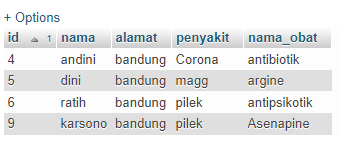 + Options
id 1 nama alamat penyakit nama_obat
4 andini bandung Corona antibiotik
5 dini bandung magg argine
6 ratih bandung pilek antipsikotik
9 karsono bandung pilek Asenapine